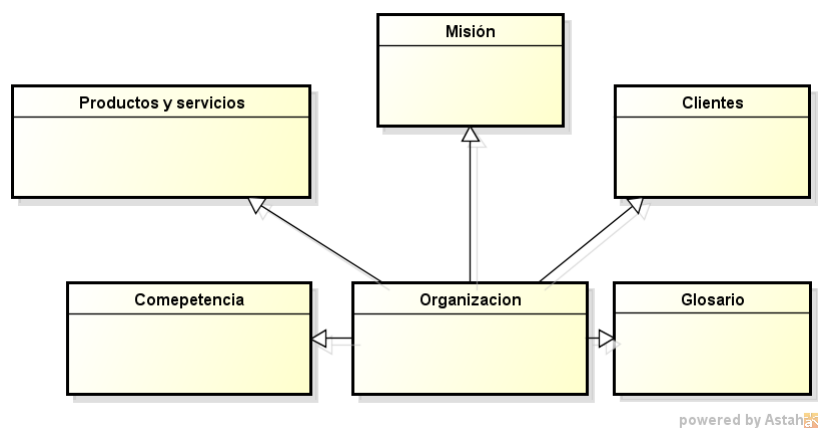 Misión
Productos y servicios
Clientes
Comepetencia
Organizacion
Glosario
powered by Astah